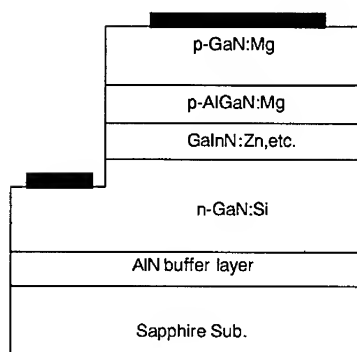 p-GaN:Mg
p-AlGaN:Mg
GaInN:Zn,etc.
n-GaN:Si
AlN buffer layer
Sapphire Sub.